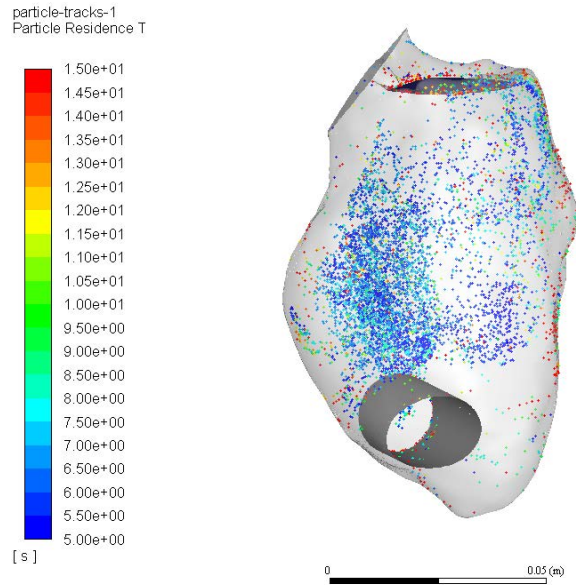 particle-tracks-1
Particle Residence T
1.50e+01
1.45e+01
1.40e+01
1.35e+01
1.30e+01
1.25e+01
1.20e+01
1.15e+01
1.10e+01
1.05e+01
1.00e+01
9.50e+00
9.00e+00
8.50e+00
8.00e+00
7.50e+00
7.00e+00
6.50e+00
6.00e+00
5.50e+00
5.00e+00
[ s ]
0 0.05 (m)